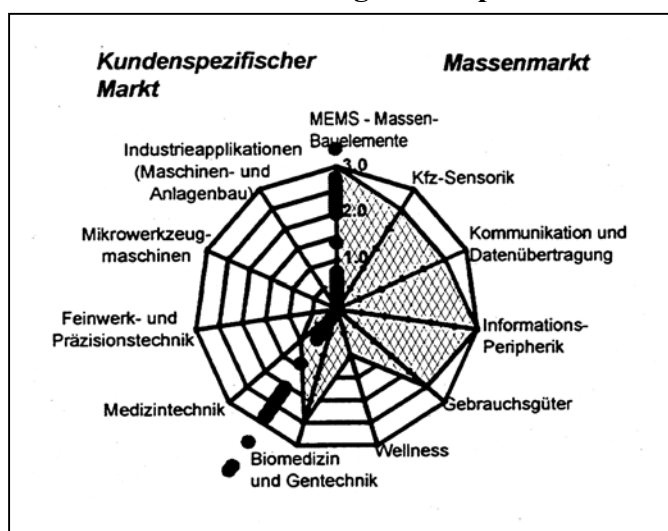 Kundenspezifischer
Markt
Massenmarkt
MEMS - Massen-
Bauelemente
Industrieapplikationen
(Maschinen- und
Anlagenbau)
3.0
Kfz-Sensorik
2.0
Mikrowerkzeug-
maschinen
Kommunikation und
Datenübertragung
1.0
Feinwerk- und
Präzisionstechnik
Informations-
Peripherik
Medizintechnik
Gebrauchsgüter
Wellness
Biomedizin
und Gentechnik